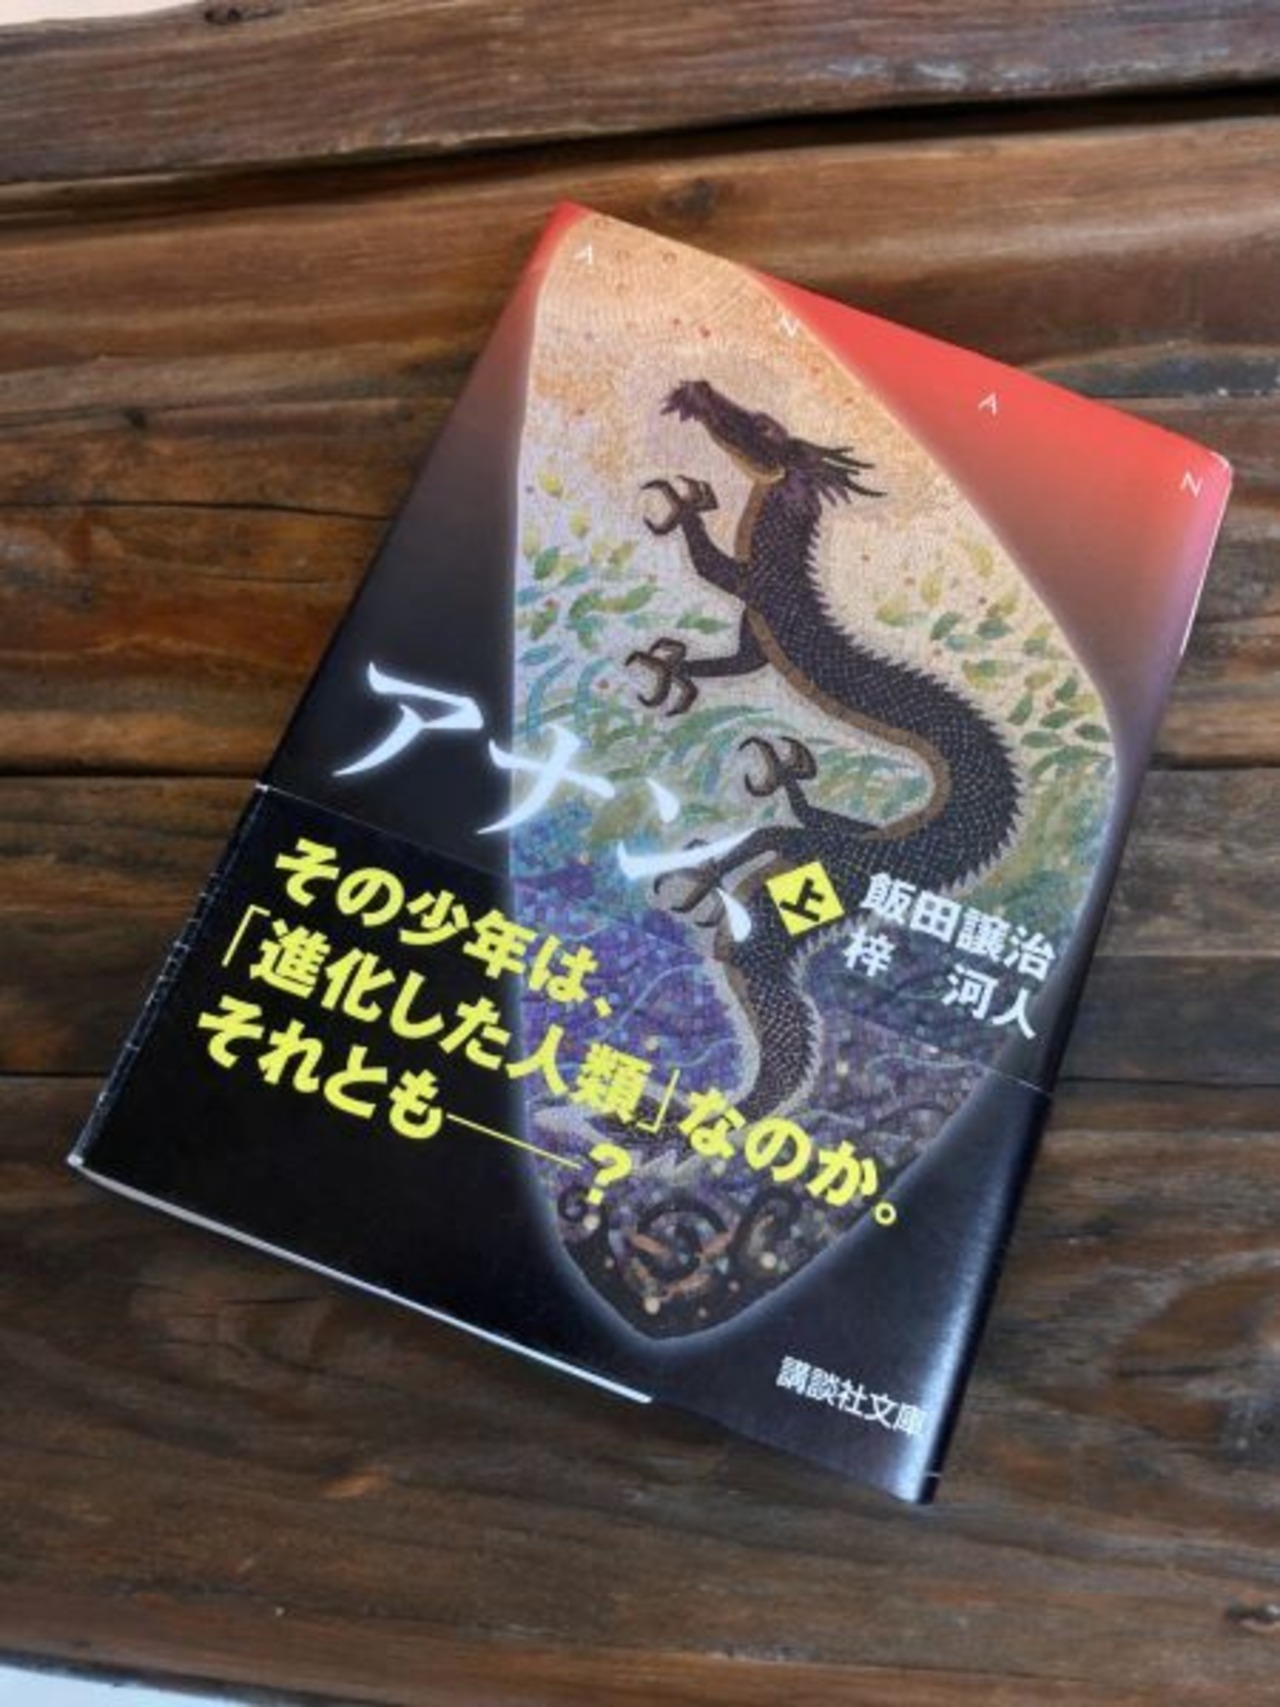 A N A N
アナン、
上
飯田譲治
梓 河人
その少年は、
「進化した人類」なのか。
それとも——?
講談社文庫